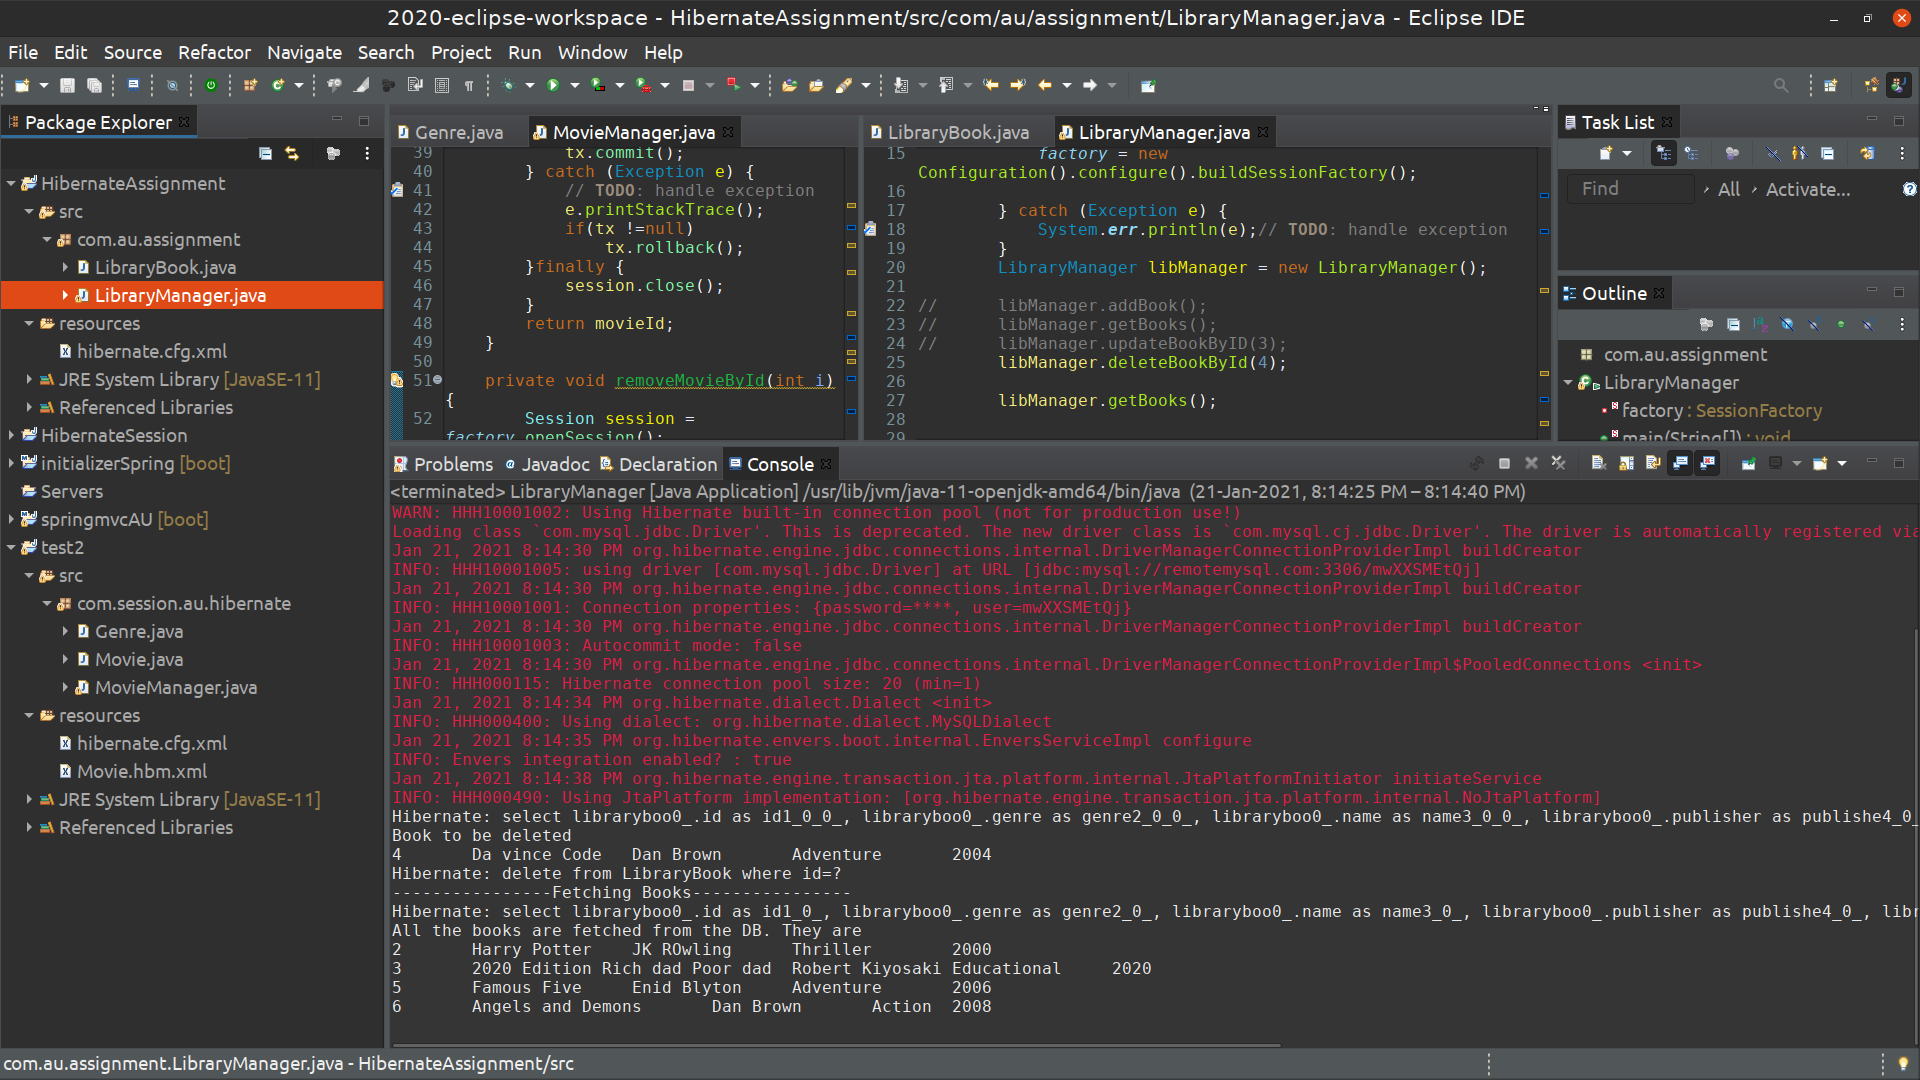 2020-eclipse-workspace - HibernateAssignment/src/com/au/assignment/LibraryManager.java - Eclipse IDE
File Edit Source Refactor Navigate Search Project Run Window Help
Package Explorer
HibernateAssignment
src
com.au.assignment
LibraryBook.java
LibraryManager.java
resources
hibernate.cfg.xml
JRE System Library [JavaSE-11]
Referenced Libraries
HibernateSession
initializerSpring [boot]
Servers
springmvcAU [boot]
test2
src
com.session.au.hibernate
Genre.java
Movie.java
MovieManager.java
resources
hibernate.cfg.xml
Movie.hbm.xml
JRE System Library [JavaSE-11]
Referenced Libraries
Genre.java MovieManager.java
39 tx.commit();
40 } catch (Exception e) {
41 // TODO: handle exception
42 e.printStackTrace();
43 if(tx !=null)
44 tx.rollback();
45 }finally {
46 session.close();
47 }
48 return movieId;
49 }
50
51 private void removeMovieById(int i)
{
52 Session session =
factory.openSession();
LibraryBook.java LibraryManager.java
15 factory = new
Configuration().configure().buildSessionFactory();
16
17 } catch (Exception e) {
18 System.err.println(e);// TODO: handle exception
19 }
20 LibraryManager libManager = new LibraryManager();
21
22 // libManager.addBook();
23 // libManager.getBooks();
24 // libManager.updateBookByID(3);
25 libManager.deleteBookById(4);
26
27 libManager.getBooks();
28
29
Task List
Find All Activate...
Outline
com.au.assignment
LibraryManager
factory : SessionFactory
main(String[]) : void
Problems Javadoc Declaration Console
<terminated> LibraryManager [Java Application] /usr/lib/jvm/java-11-openjdk-amd64/bin/java (21-Jan-2021, 8:14:25 PM – 8:14:40 PM)
WARN: HHH10001002: Using Hibernate built-in connection pool (not for production use!)
Loading class `com.mysql.jdbc.Driver'. This is deprecated. The new driver class is `com.mysql.cj.jdbc.Driver'. The driver is automatically registered via
Jan 21, 2021 8:14:30 PM org.hibernate.engine.jdbc.connections.internal.DriverManagerConnectionProviderImpl buildCreator
INFO: HHH10001005: using driver [com.mysql.jdbc.Driver] at URL [jdbc:mysql://remotemysql.com:3306/mwXXSMEtQj]
Jan 21, 2021 8:14:30 PM org.hibernate.engine.jdbc.connections.internal.DriverManagerConnectionProviderImpl buildCreator
INFO: HHH10001001: Connection properties: {password=****, user=mwXXSMEtQj}
Jan 21, 2021 8:14:30 PM org.hibernate.engine.jdbc.connections.internal.DriverManagerConnectionProviderImpl buildCreator
INFO: HHH10001003: Autocommit mode: false
Jan 21, 2021 8:14:30 PM org.hibernate.engine.jdbc.connections.internal.DriverManagerConnectionProviderImpl$PooledConnections <init>
INFO: HHH000115: Hibernate connection pool size: 20 (min=1)
Jan 21, 2021 8:14:34 PM org.hibernate.dialect.Dialect <init>
INFO: HHH000400: Using dialect: org.hibernate.dialect.MySQLDialect
Jan 21, 2021 8:14:35 PM org.hibernate.envers.boot.internal.EnversServiceImpl configure
INFO: Envers integration enabled? : true
Jan 21, 2021 8:14:38 PM org.hibernate.engine.transaction.jta.platform.internal.JtaPlatformInitiator initiateService
INFO: HHH000490: Using JtaPlatform implementation: [org.hibernate.engine.transaction.jta.platform.internal.NoJtaPlatform]
Hibernate: select libraryboo0_.id as id1_0_0_, libraryboo0_.genre as genre2_0_0_, libraryboo0_.name as name3_0_0_, libraryboo0_.publisher as publishe4_0_
Book to be deleted
4 Da vince Code Dan Brown Adventure 2004
Hibernate: delete from LibraryBook where id=?
----------------Fetching Books----------------
Hibernate: select libraryboo0_.id as id1_0_, libraryboo0_.genre as genre2_0_, libraryboo0_.name as name3_0_, libraryboo0_.publisher as publishe4_0_, libr
All the books are fetched from the DB. They are
2 Harry Potter JK ROwling Thriller 2000
3 2020 Edition Rich dad Poor dad Robert Kiyosaki Educational 2020
5 Famous Five Enid Blyton Adventure 2006
6 Angels and Demons Dan Brown Action 2008
com.au.assignment.LibraryManager.java - HibernateAssignment/src